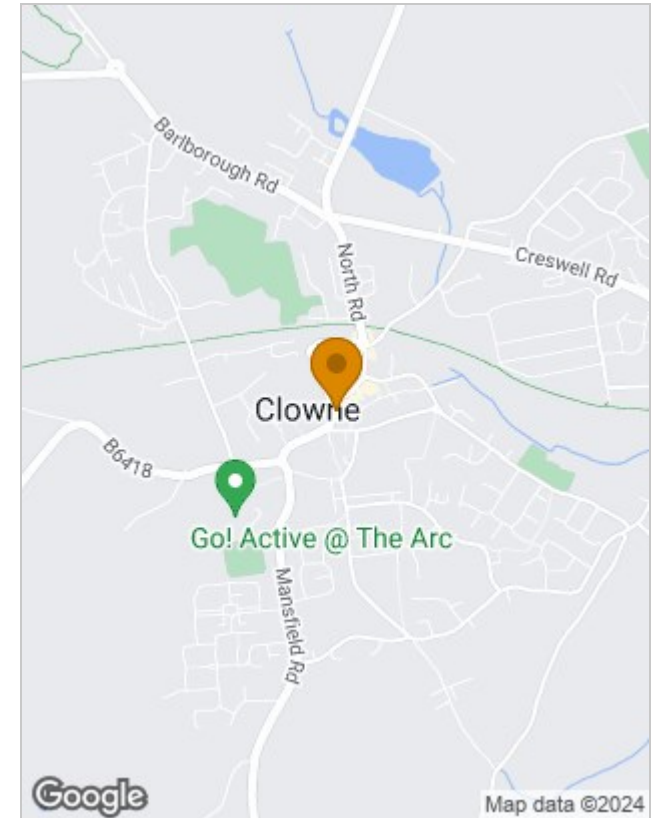 Barlborough Rd
Creswell Rd
North Rd
Clowne
B6418
Go! Active @ The Arc
Mansfield Rd
Google
Map data ©2024